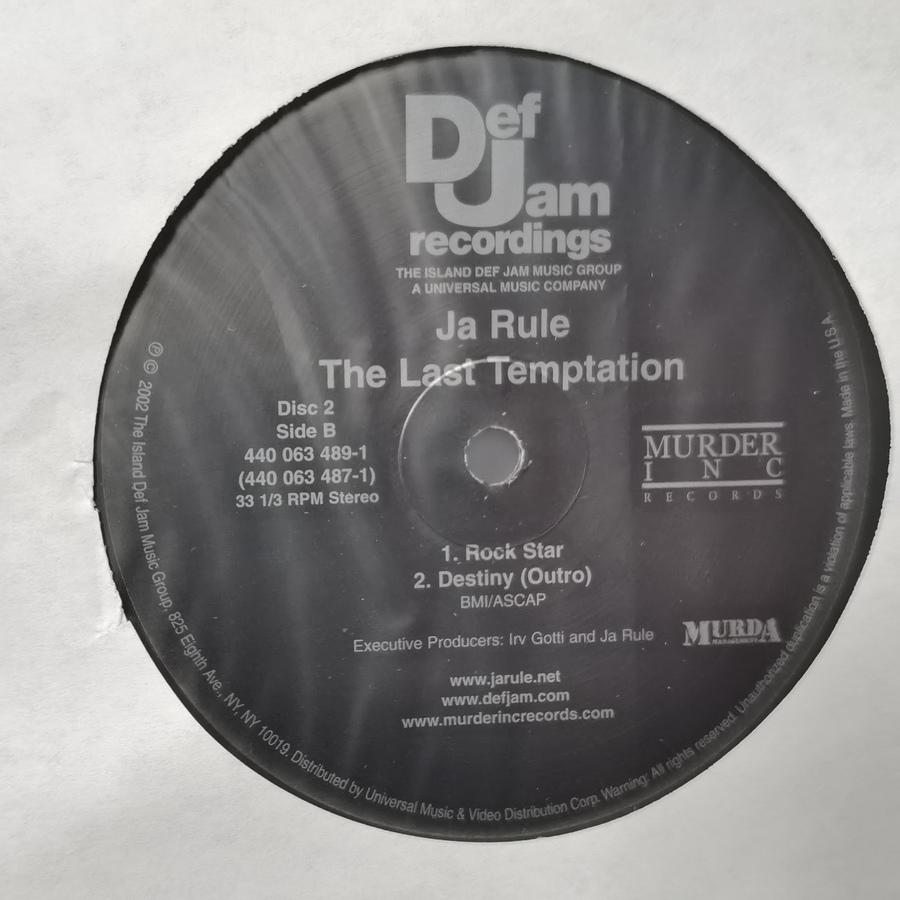 Def Jam
recordings
THE ISLAND DEF JAM MUSIC GROUP
A UNIVERSAL MUSIC COMPANY
Ja Rule
The Last Temptation
Disc 2
Side B
440 063 489-1
(440 063 487-1)
33 1/3 RPM Stereo
MURDER
INC
RECORDS
1. Rock Star
2. Destiny (Outro)
BMI/ASCAP
Executive Producers: Irv Gotti and Ja Rule
MURDA
MANAGEMENT
www.jarule.net
www.defjam.com
www.murderincrecords.com
℗ © 2002 The Island Def Jam Music Group, 825 Eighth Ave., NY, NY 10019. Distributed by Universal Music & Video Distribution Corp. Warning: All rights reserved. Unauthorized duplication is a violation of applicable laws. Made in the U.S.A.